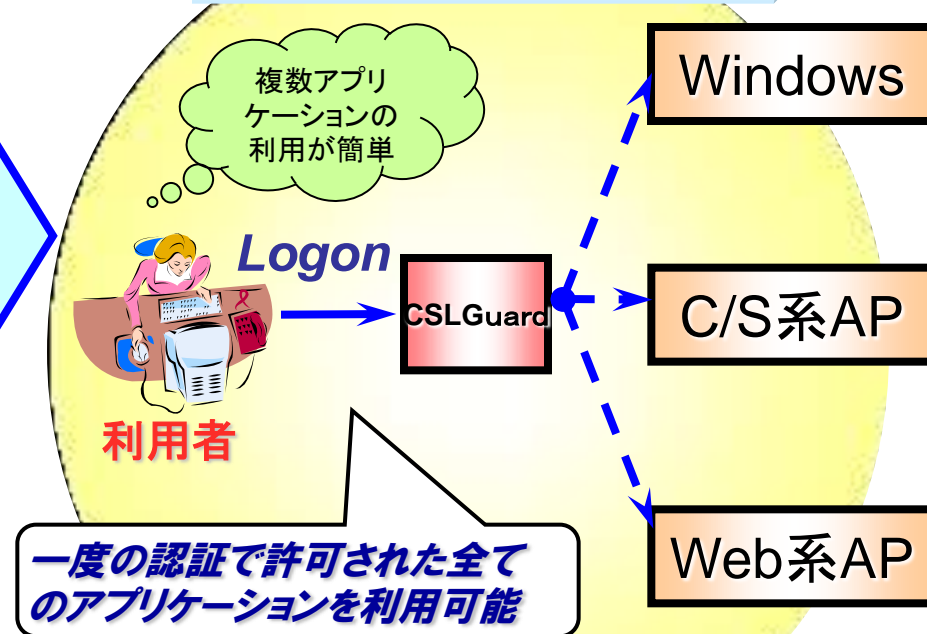 複数アプリ
ケーションの
利用が簡単
Windows
Logon
CSLGuard
C/S系AP
利用者
一度の認証で許可された全て
のアプリケーションを利用可能
Web系AP